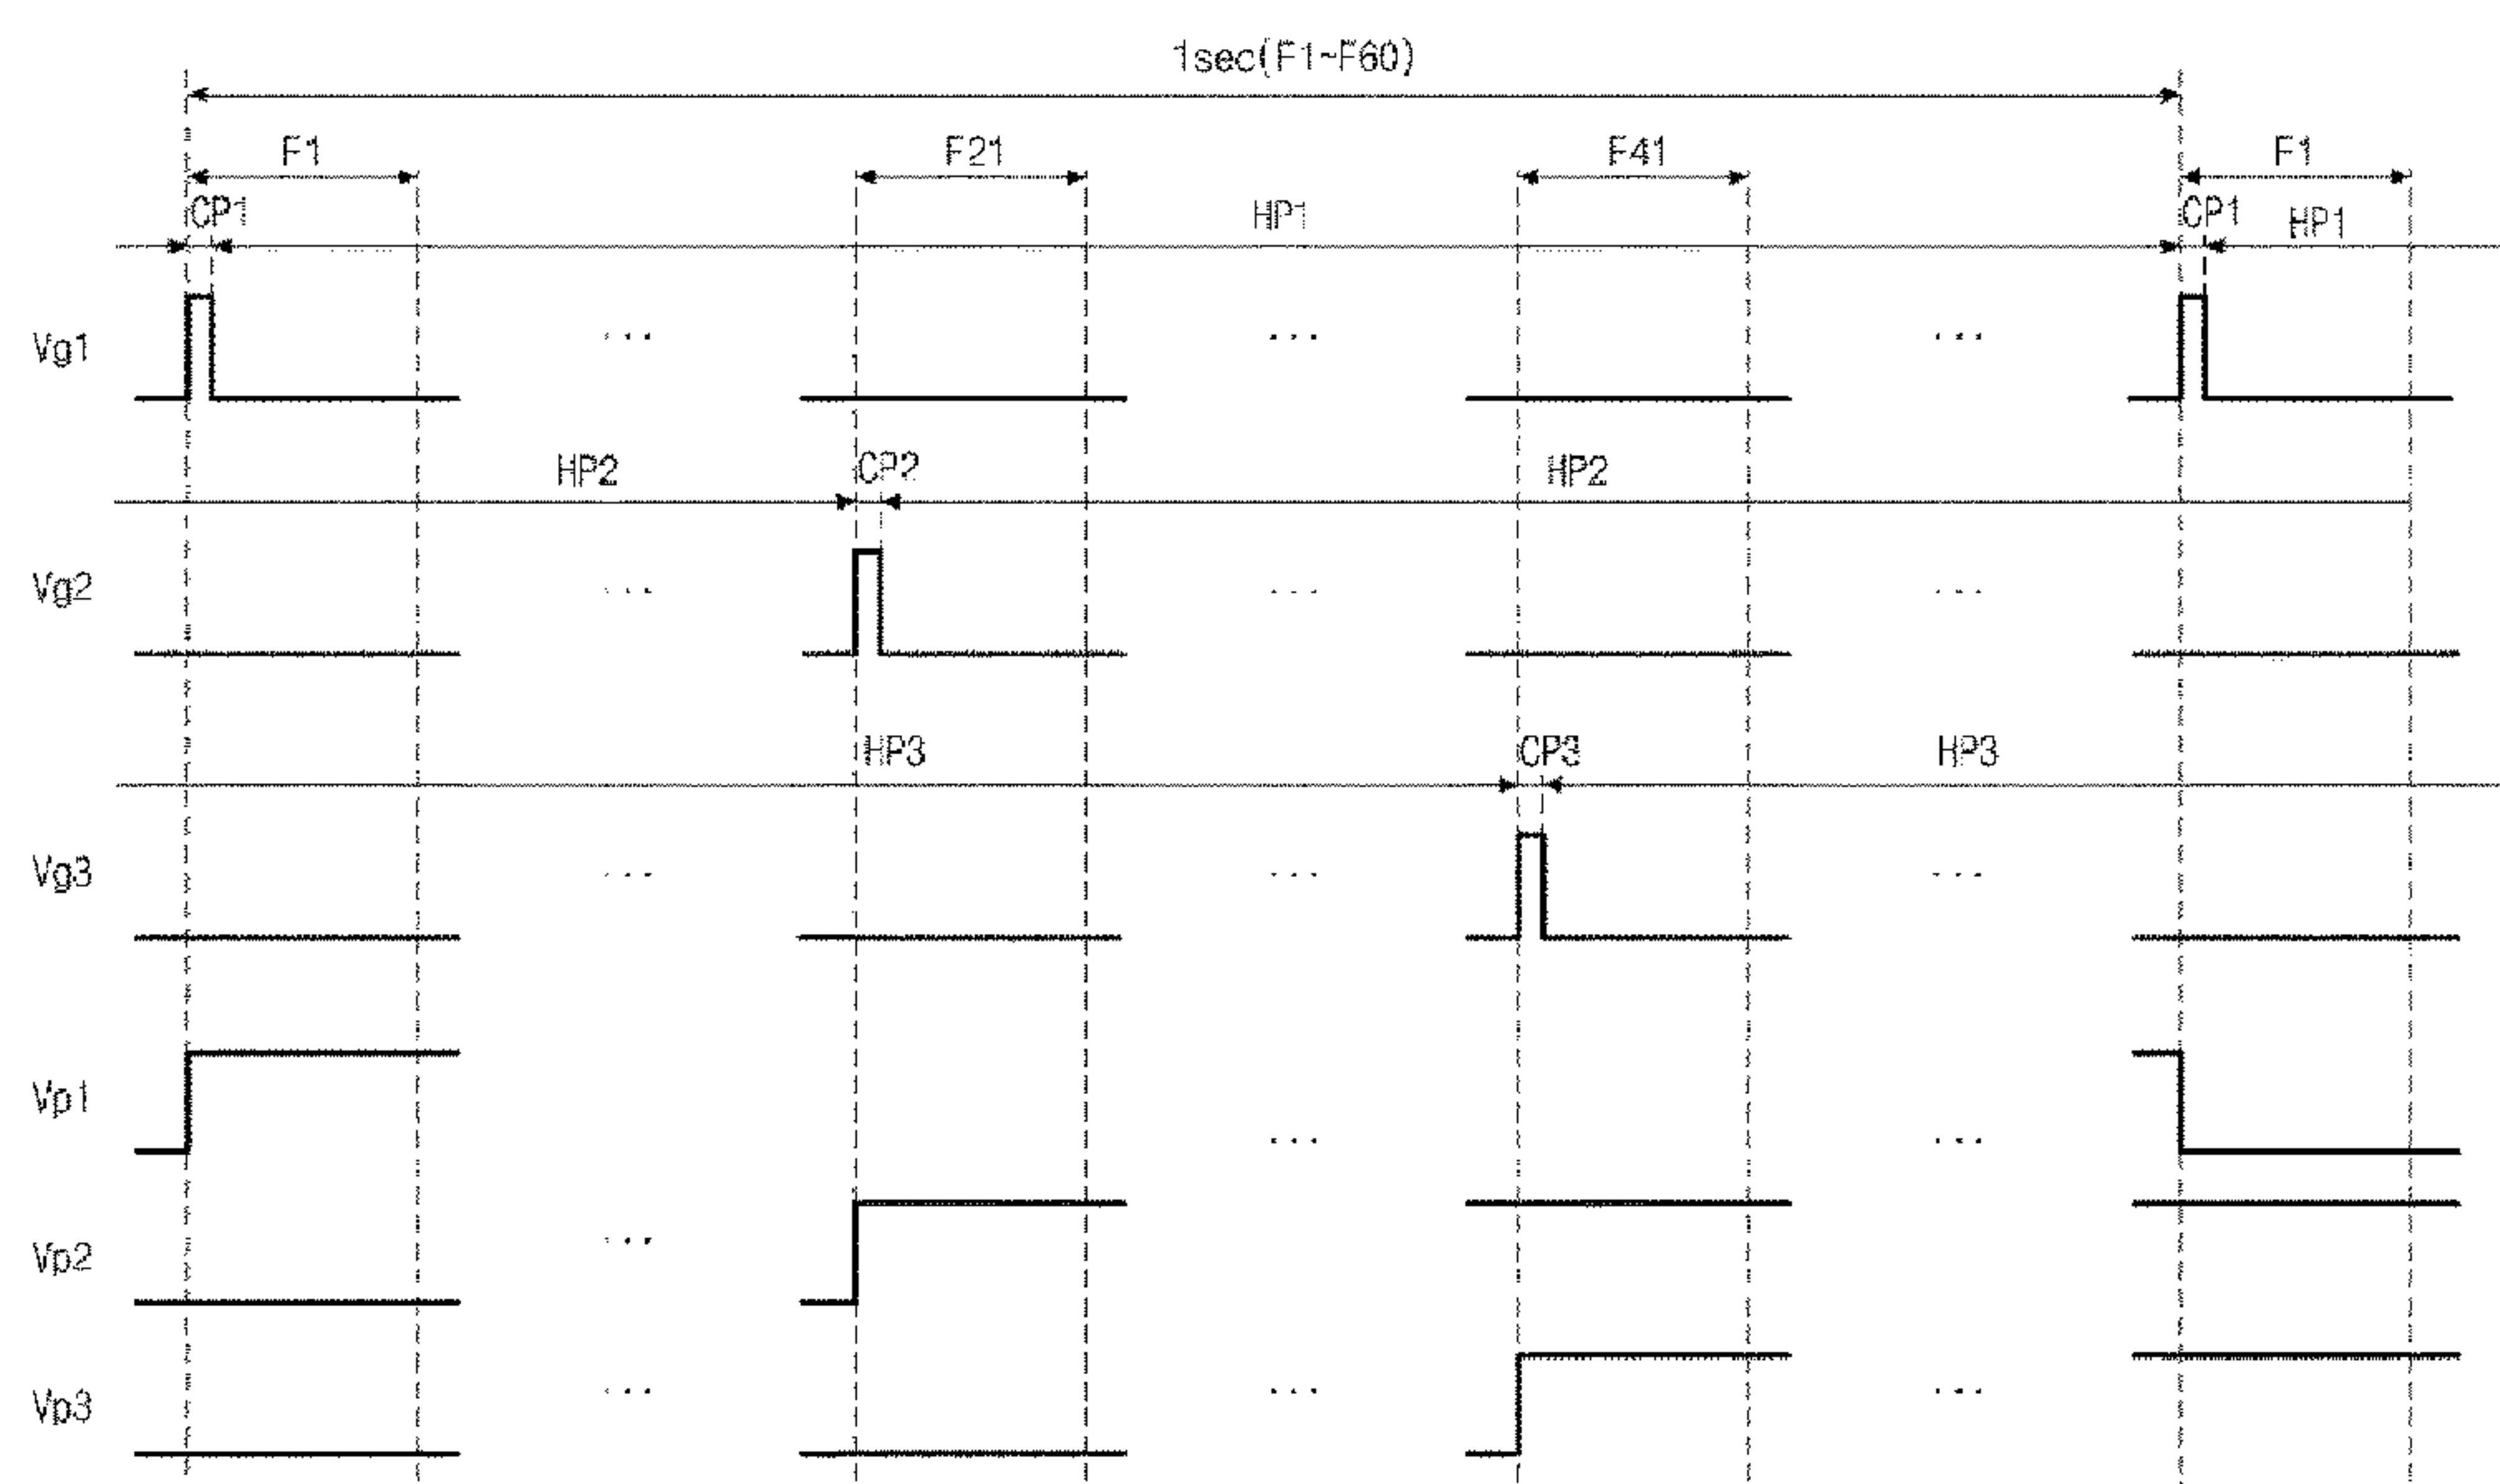 1sec(F1~F60)
F1 F21 F41 F1
CP1 HP1 CP1 HP1
Vg1 ... ... ...
HP2 CP2 HP2
Vg2 ... ... ...
HP3 CP3 HP3
Vg3 ... ... ...
Vp1 ... ...
Vp2 ...
Vp3 ... ... ...